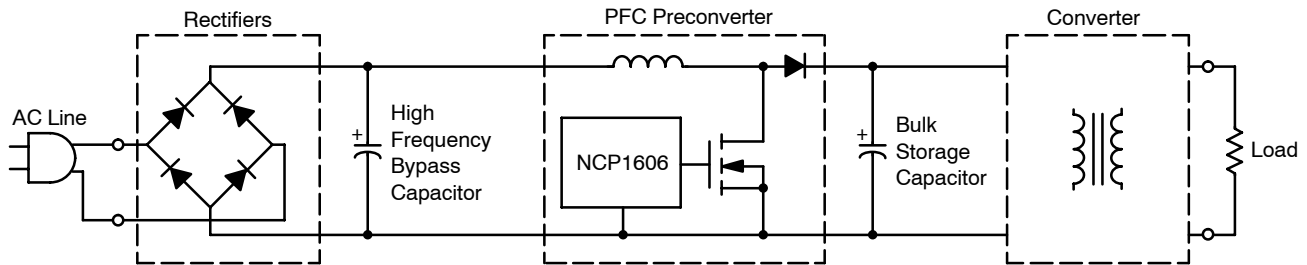 Rectifiers
PFC Preconverter
Converter
AC Line
+
High
Frequency
Bypass
Capacitor
NCP1606
+
Bulk
Storage
Capacitor
Load